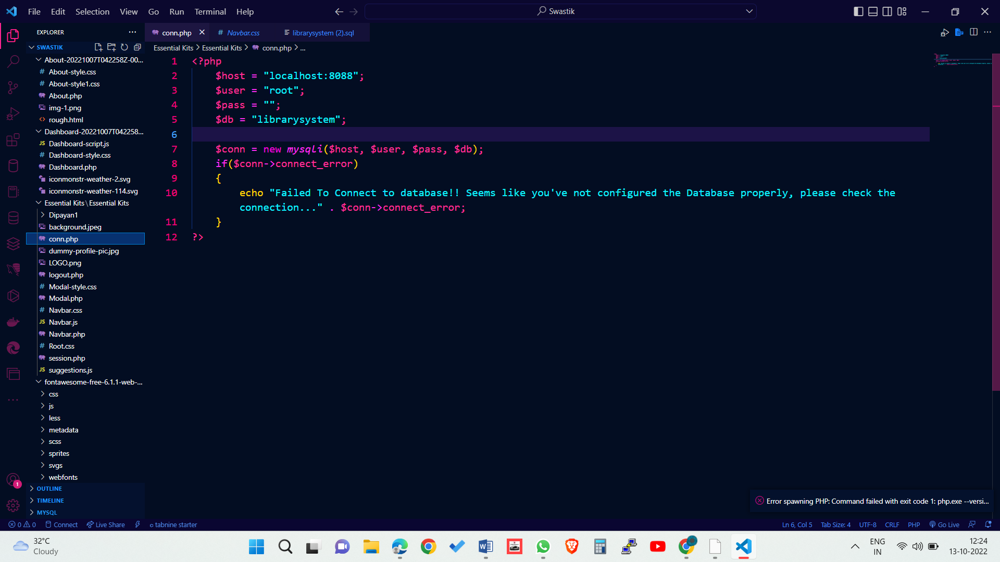 File Edit Selection View Go Run Terminal Help
Swastik
EXPLORER
conn.php
Navbar.css
librarysystem (2).sql
SWASTIK
Essential Kits > Essential Kits > conn.php > ...
About-20221007T042258Z-00...
About-style.css
About-style1.css
About.php
img-1.png
rough.html
Dashboard-20221007T042258...
Dashboard-script.js
Dashboard-style.css
Dashboard.php
iconmonstr-weather-2.svg
iconmonstr-weather-114.svg
Essential Kits\Essential Kits
Dipayan1
background.jpeg
conn.php
dummy-profile-pic.jpg
LOGO.png
logout.php
Modal-style.css
Modal.php
Navbar.css
Navbar.js
Navbar.php
Root.css
session.php
suggestions.js
fontawesome-free-6.1.1-web-...
css
js
less
metadata
scss
sprites
svgs
webfonts
OUTLINE
TIMELINE
MYSQL
1 <?php
2 $host = "localhost:8088";
3 $user = "root";
4 $pass = "";
5 $db = "librarysystem";
6
7 $conn = new mysqli($host, $user, $pass, $db);
8 if($conn->connect_error)
9 {
10 echo "Failed To Connect to database!! Seems like you've not configured the Database properly, please check the
connection..." . $conn->connect_error;
11 }
12 ?>
1
Error spawning PHP: Command failed with exit code 1: php.exe --versi...
0 0 Connect Live Share tabnine starter
Ln 6, Col 5 Tab Size: 4 UTF-8 CRLF PHP Go Live
32°C
Cloudy
ENG
IN
12:24
13-10-2022